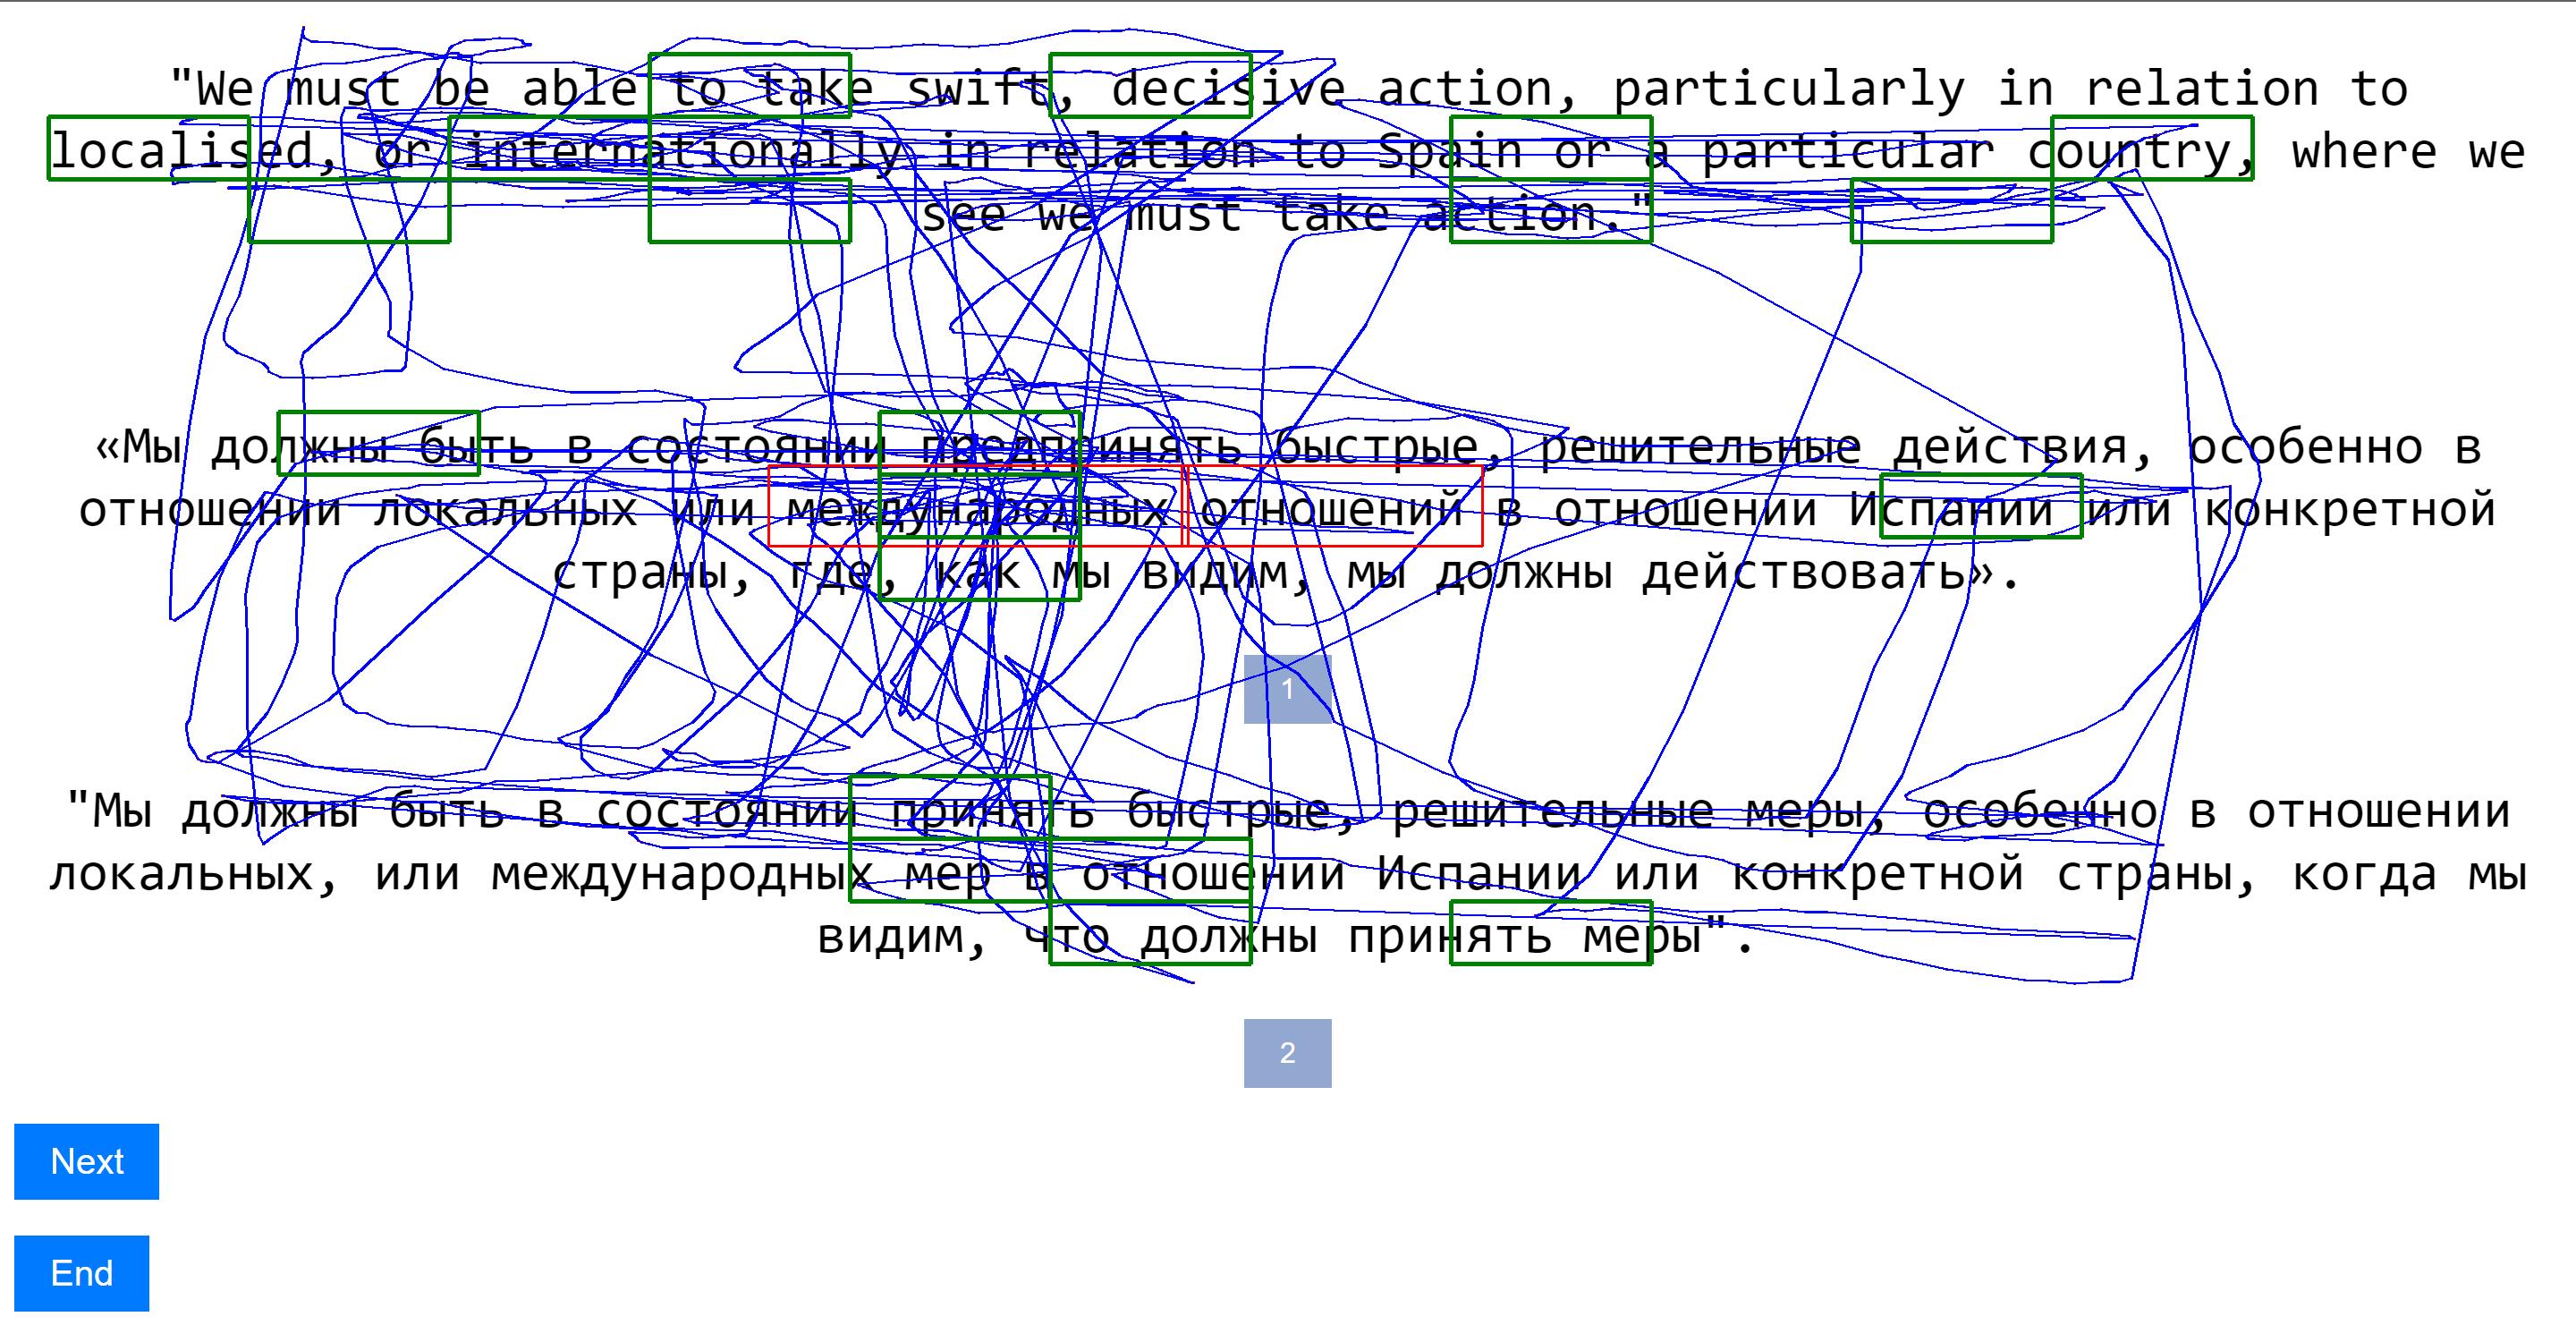 "We must be able to take swift, decisive action, particularly in relation to
localised, or internationally in relation to Spain or a particular country, where we
see we must take action."
«Мы должны быть в состоянии предпринять быстрые, решительные действия, особенно в
отношении локальных или международных отношений в отношении Испании или конкретной
страны, где, как мы видим, мы должны действовать».
1
"Мы должны быть в состоянии принять быстрые, решительные меры, особенно в отношении
локальных, или международных мер в отношении Испании или конкретной страны, когда мы
видим, что должны принять меры".
2
Next
End